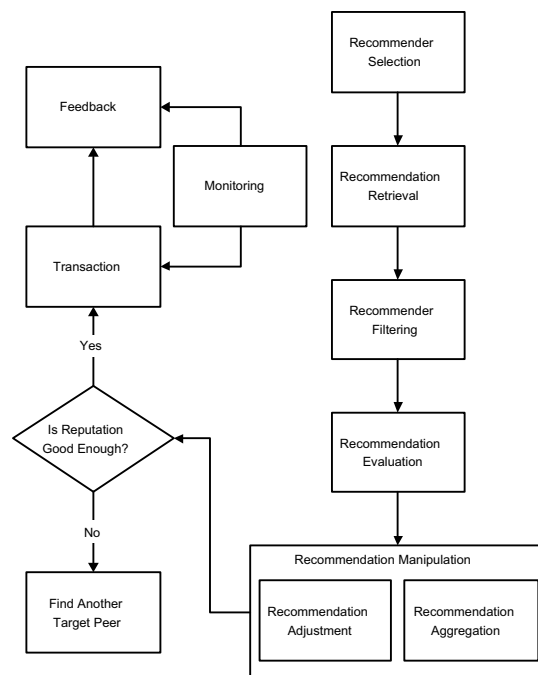 Recommender
Selection
Feedback
Monitoring
Recommendation
Retrieval
Transaction
Recommender
Filtering
Yes
Is Reputation
Good Enough?
Recommendation
Evaluation
No
Recommendation Manipulation
Find Another
Target Peer
Recommendation
Adjustment
Recommendation
Aggregation